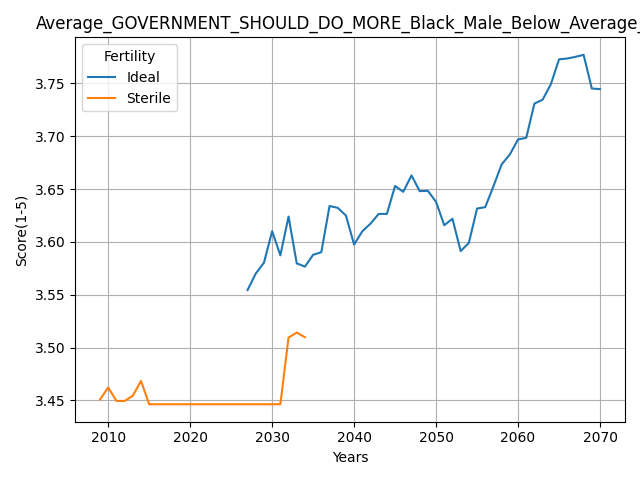 Average_GOVERNMENT_SHOULD_DO_MORE_Black_Male_Below_Average_
Fertility
Ideal
Sterile
3.75
3.70
3.65
3.60
3.55
3.50
3.45
Score(1-5)
2010 2020 2030 2040 2050 2060 2070
Years